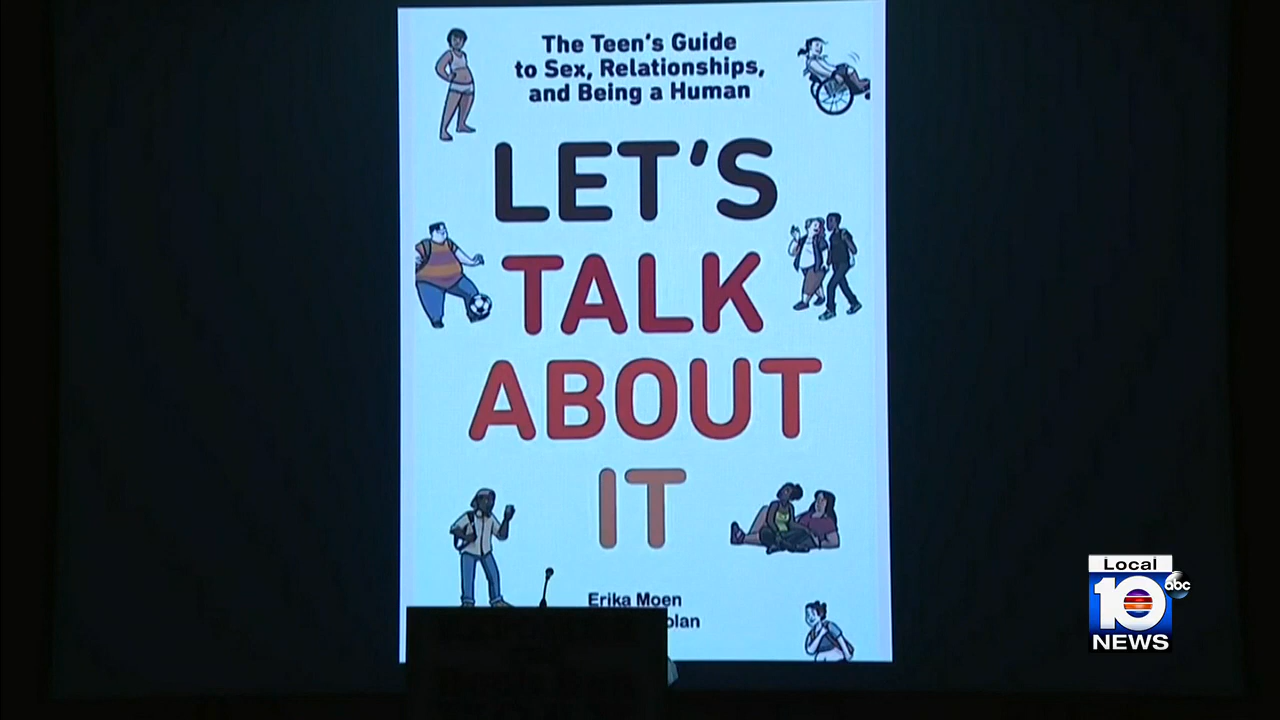 The Teen's Guide
to Sex, Relationships,
and Being a Human
LET'S
TALK
ABOUT
IT
Erika Moen
olan
Local
10 abc
NEWS